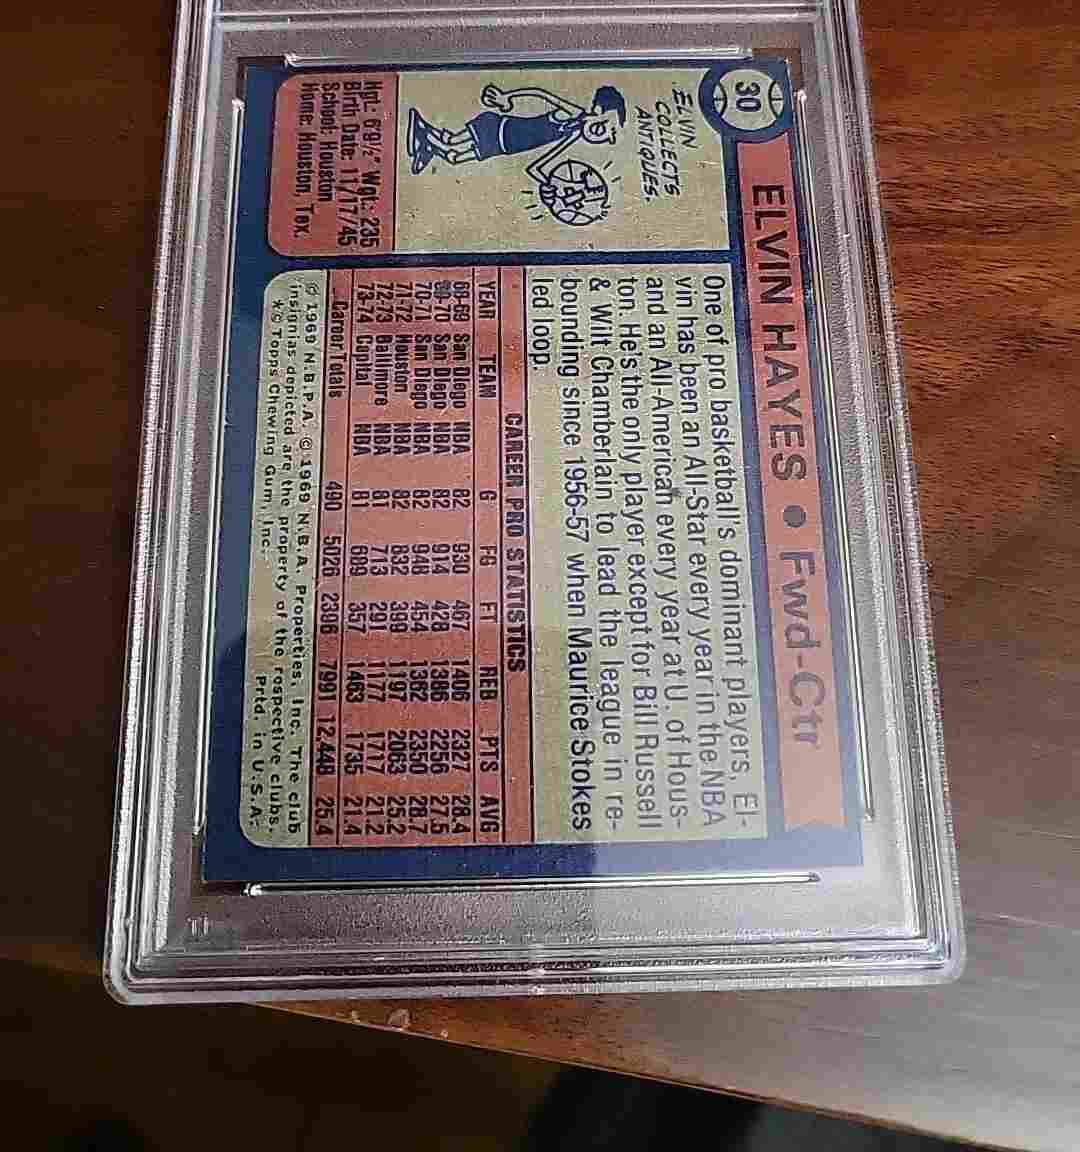 30
ELVIN HAYES ● Fwd-Ctr
ELVIN
COLLECTS
ANTIQUES.
Hgt.: 6'9½" Wgt.: 235
Birth Date: 11/17/45
School: Houston
Home: Houston, Tex.
One of pro basketball's dominant players, El-
vin has been an All-Star every year in the NBA
and an All-American every year at U. of Hous-
ton. He's the only player except for Bill Russell
& Wilt Chamberlain to lead the league in re-
bounding since 1956-57 when Maurice Stokes
led loop.
CAREER PRO STATISTICS
YEAR TEAM G FG FT REB PTS AVG
68-69 San Diego NBA 82 930 467 1406 2327 28.4
69-70 San Diego NBA 82 914 428 1386 2256 27.5
70-71 San Diego NBA 82 948 454 1362 2350 28.7
71-72 Houston NBA 82 832 399 1197 2063 25.2
72-73 Baltimore NBA 81 713 291 1177 1717 21.2
73-74 Capital NBA 81 689 357 1463 1735 21.4
Career Totals 490 5026 2396 7991 12,448 25.4
© 1969 N.B.P.A. © 1969 N.B.A. Properties, Inc. The club
insignias depicted are the property of the respective clubs.
*© Topps Chewing Gum, Inc. Prtd. in U.S.A.